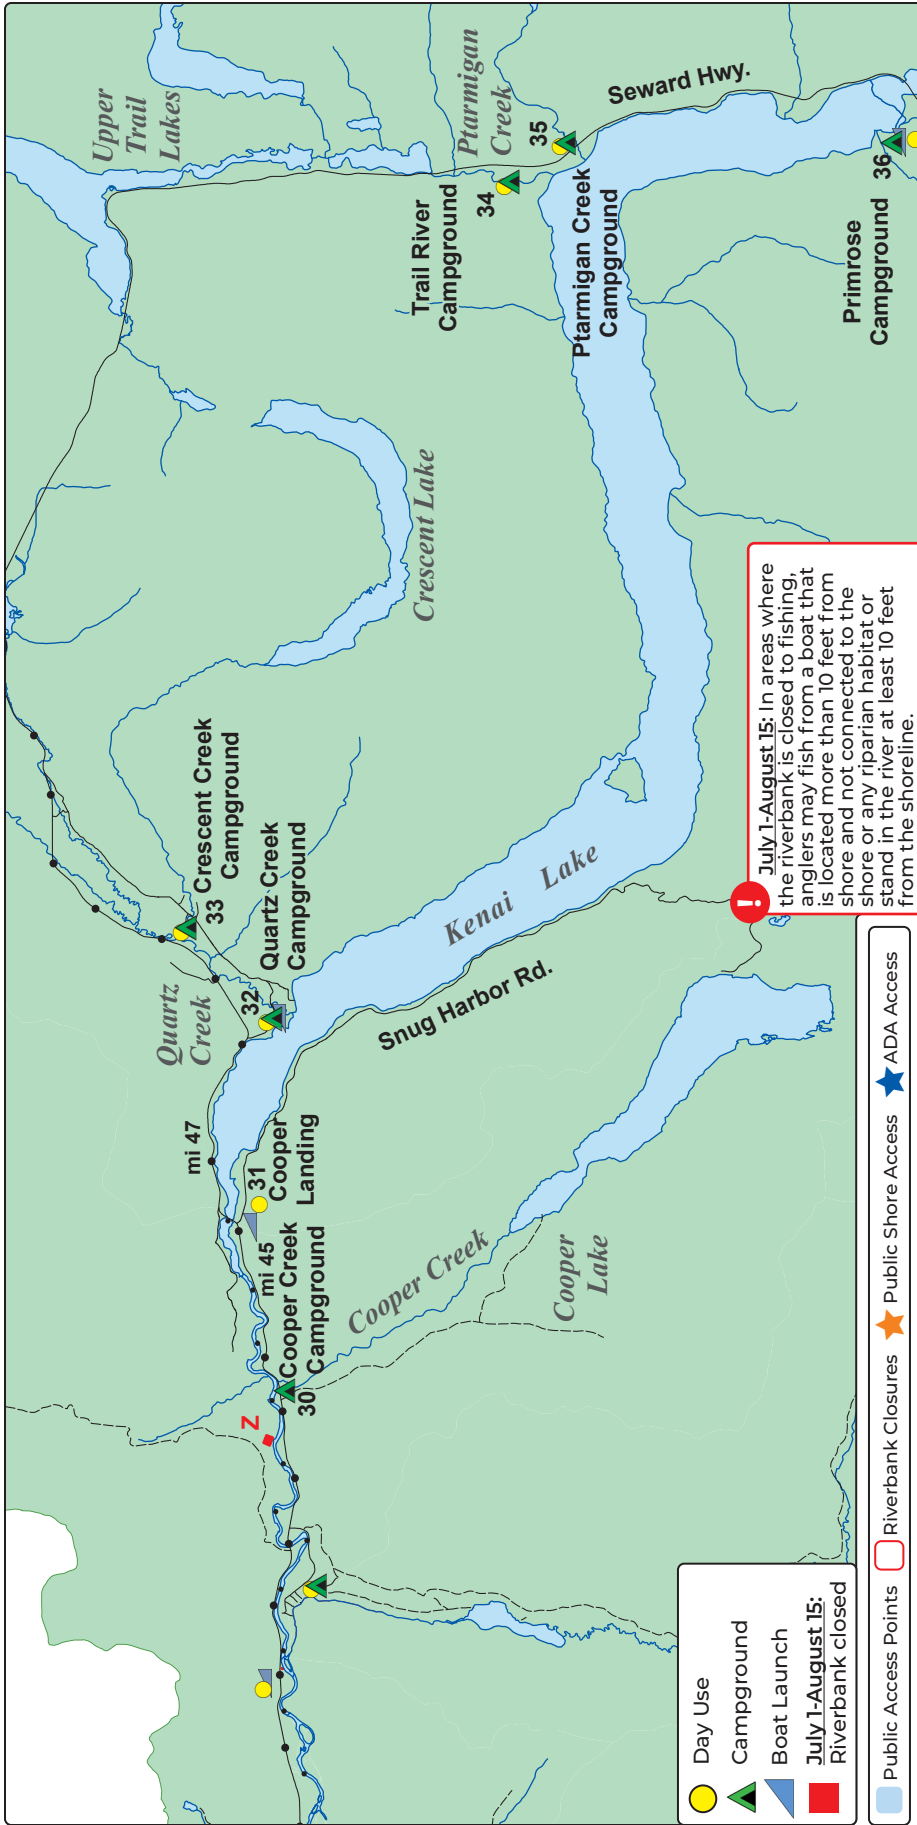 Upper
Trail
Lakes
Ptarmigan
Creek
Seward Hwy.
35
34
Trail River
Campground
Ptarmigan Creek
Campground
36
Primrose
Campground
Crescent Lake
Crescent Creek
Campground
33
Quartz Creek
Campground
32
Quartz
Creek
Kenai Lake
Snug Harbor Rd.
mi 47
31
Cooper
Landing
mi 45
Cooper Creek
Campground
30
Z
Cooper Creek
Cooper
Lake
!
July 1-August 15: In areas where
the riverbank is closed to fishing,
anglers may fish from a boat that
is located more than 10 feet from
shore and not connected to the
shore or any riparian habitat or
stand in the river at least 10 feet
from the shoreline.
Day Use
Campground
Boat Launch
July 1-August 15:
Riverbank closed
Public Access Points
Riverbank Closures
Public Shore Access
ADA Access